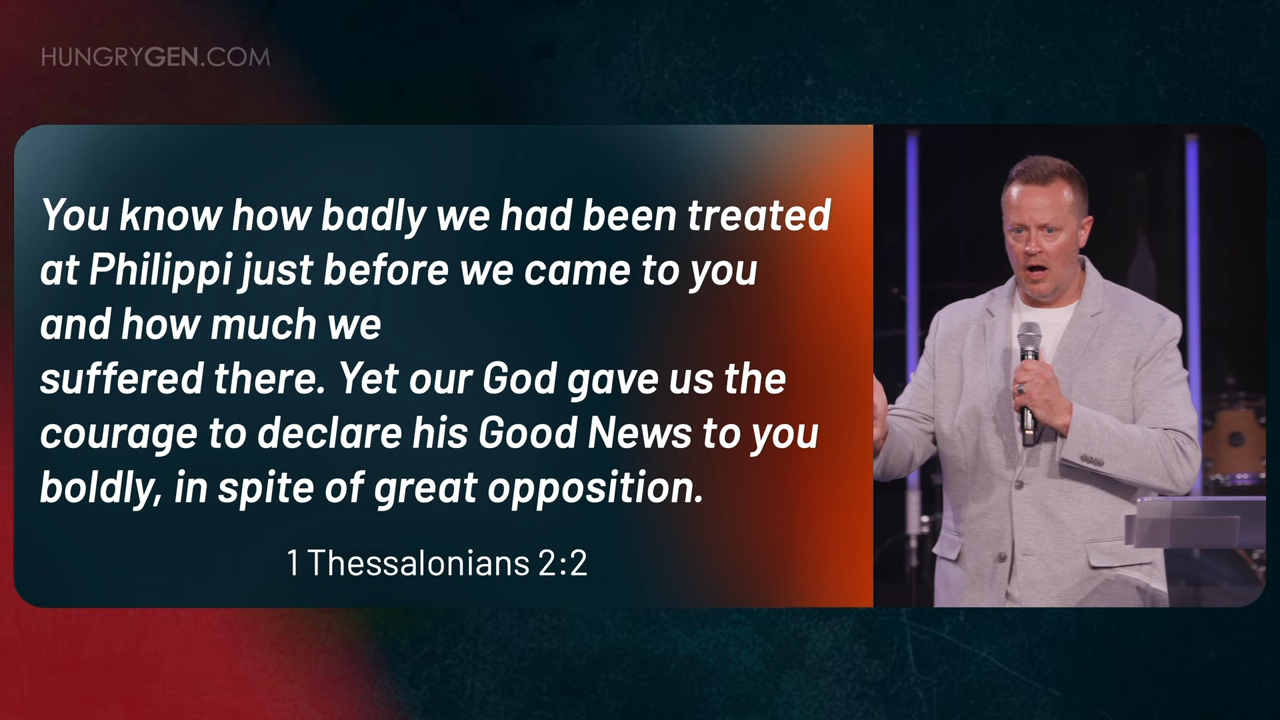 HUNGRYGEN.COM
You know how badly we had been treated
at Philippi just before we came to you
and how much we
suffered there. Yet our God gave us the
courage to declare his Good News to you
boldly, in spite of great opposition.
1 Thessalonians 2:2